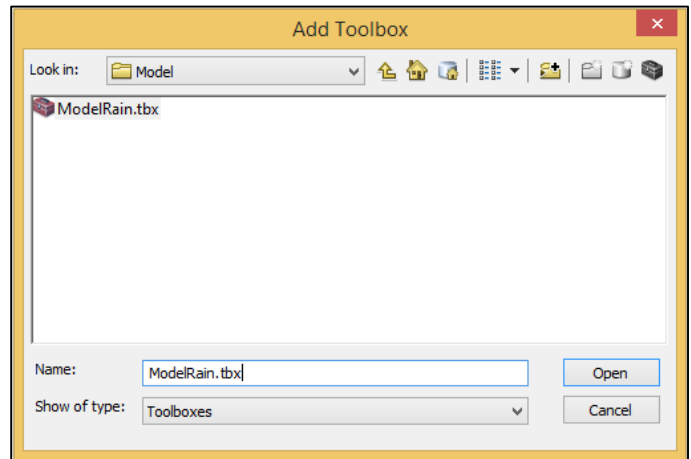 Add Toolbox
Look in: Model
ModelRain.tbx
Name: ModelRain.tbx Open
Show of type: Toolboxes Cancel